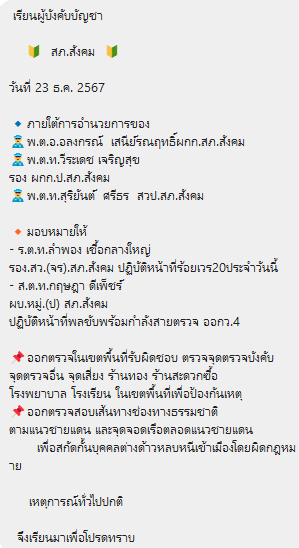 เรียนผู้บังคับบัญชา
🔰 สภ.สังคม 🔰
วันที่ 23 ธ.ค. 2567
🔹ภายใต้การอำนวยการของ
👮พ.ต.อ.อลงกรณ์ เสนีย์รณฤทธิ์ผกก.สภ.สังคม
👮พ.ต.ท.วีระเดช เจริญสุข
รอง ผกก.ป.สภ.สังคม
👮พ.ต.ท.สุริยันต์ ศรีธร สวป.สภ.สังคม
🔸มอบหมายให้
- ร.ต.ท.ลำพอง เชื้อกลางใหญ่
รอง.สว.(จร).สภ.สังคม ปฏิบัติหน้าที่ร้อยเวร20ประจำวันนี้
- ส.ต.ท.กฤษฎา ดีเพ็ชร์
ผบ.หมู่.(ป) สภ.สังคม
ปฏิบัติหน้าที่พลขับพร้อมกำลังสายตรวจ ออกว.4
📌ออกตรวจในเขตพื้นที่รับผิดชอบ ตรวจจุดตรวจบังคับ
จุดตรวจอื่น จุดเสี่ยง ร้านทอง ร้านสะดวกซื้อ
โรงพยาบาล โรงเรียน ในเขตพื้นที่เพื่อป้องกันเหตุ
📌ออกตรวจสอบเส้นทางช่องทางธรรมชาติ
ตามแนวชายแดน และจุดจอดเรือตลอดแนวชายแดน
เพื่อสกัดกั้นบุคคลต่างด้าวหลบหนีเข้าเมืองโดยผิดกฎหม
าย
เหตุการณ์ทั่วไปปกติ
จึงเรียนมาเพื่อโปรดทราบ